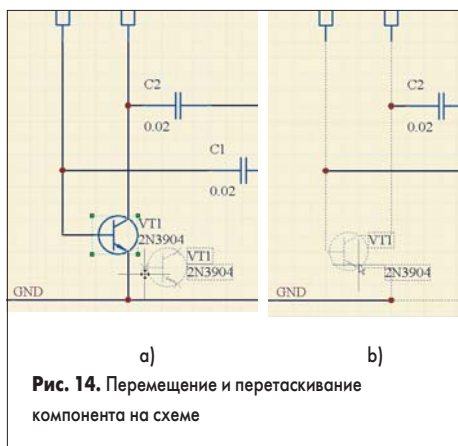 C2
0.02
C1
0.02
VT1
2N3904
VT1
2N3904
GND
C2
0.02
VT1
2N3904
GND
a)
b)
Рис. 14. Перемещение и перетаскивание
компонента на схеме